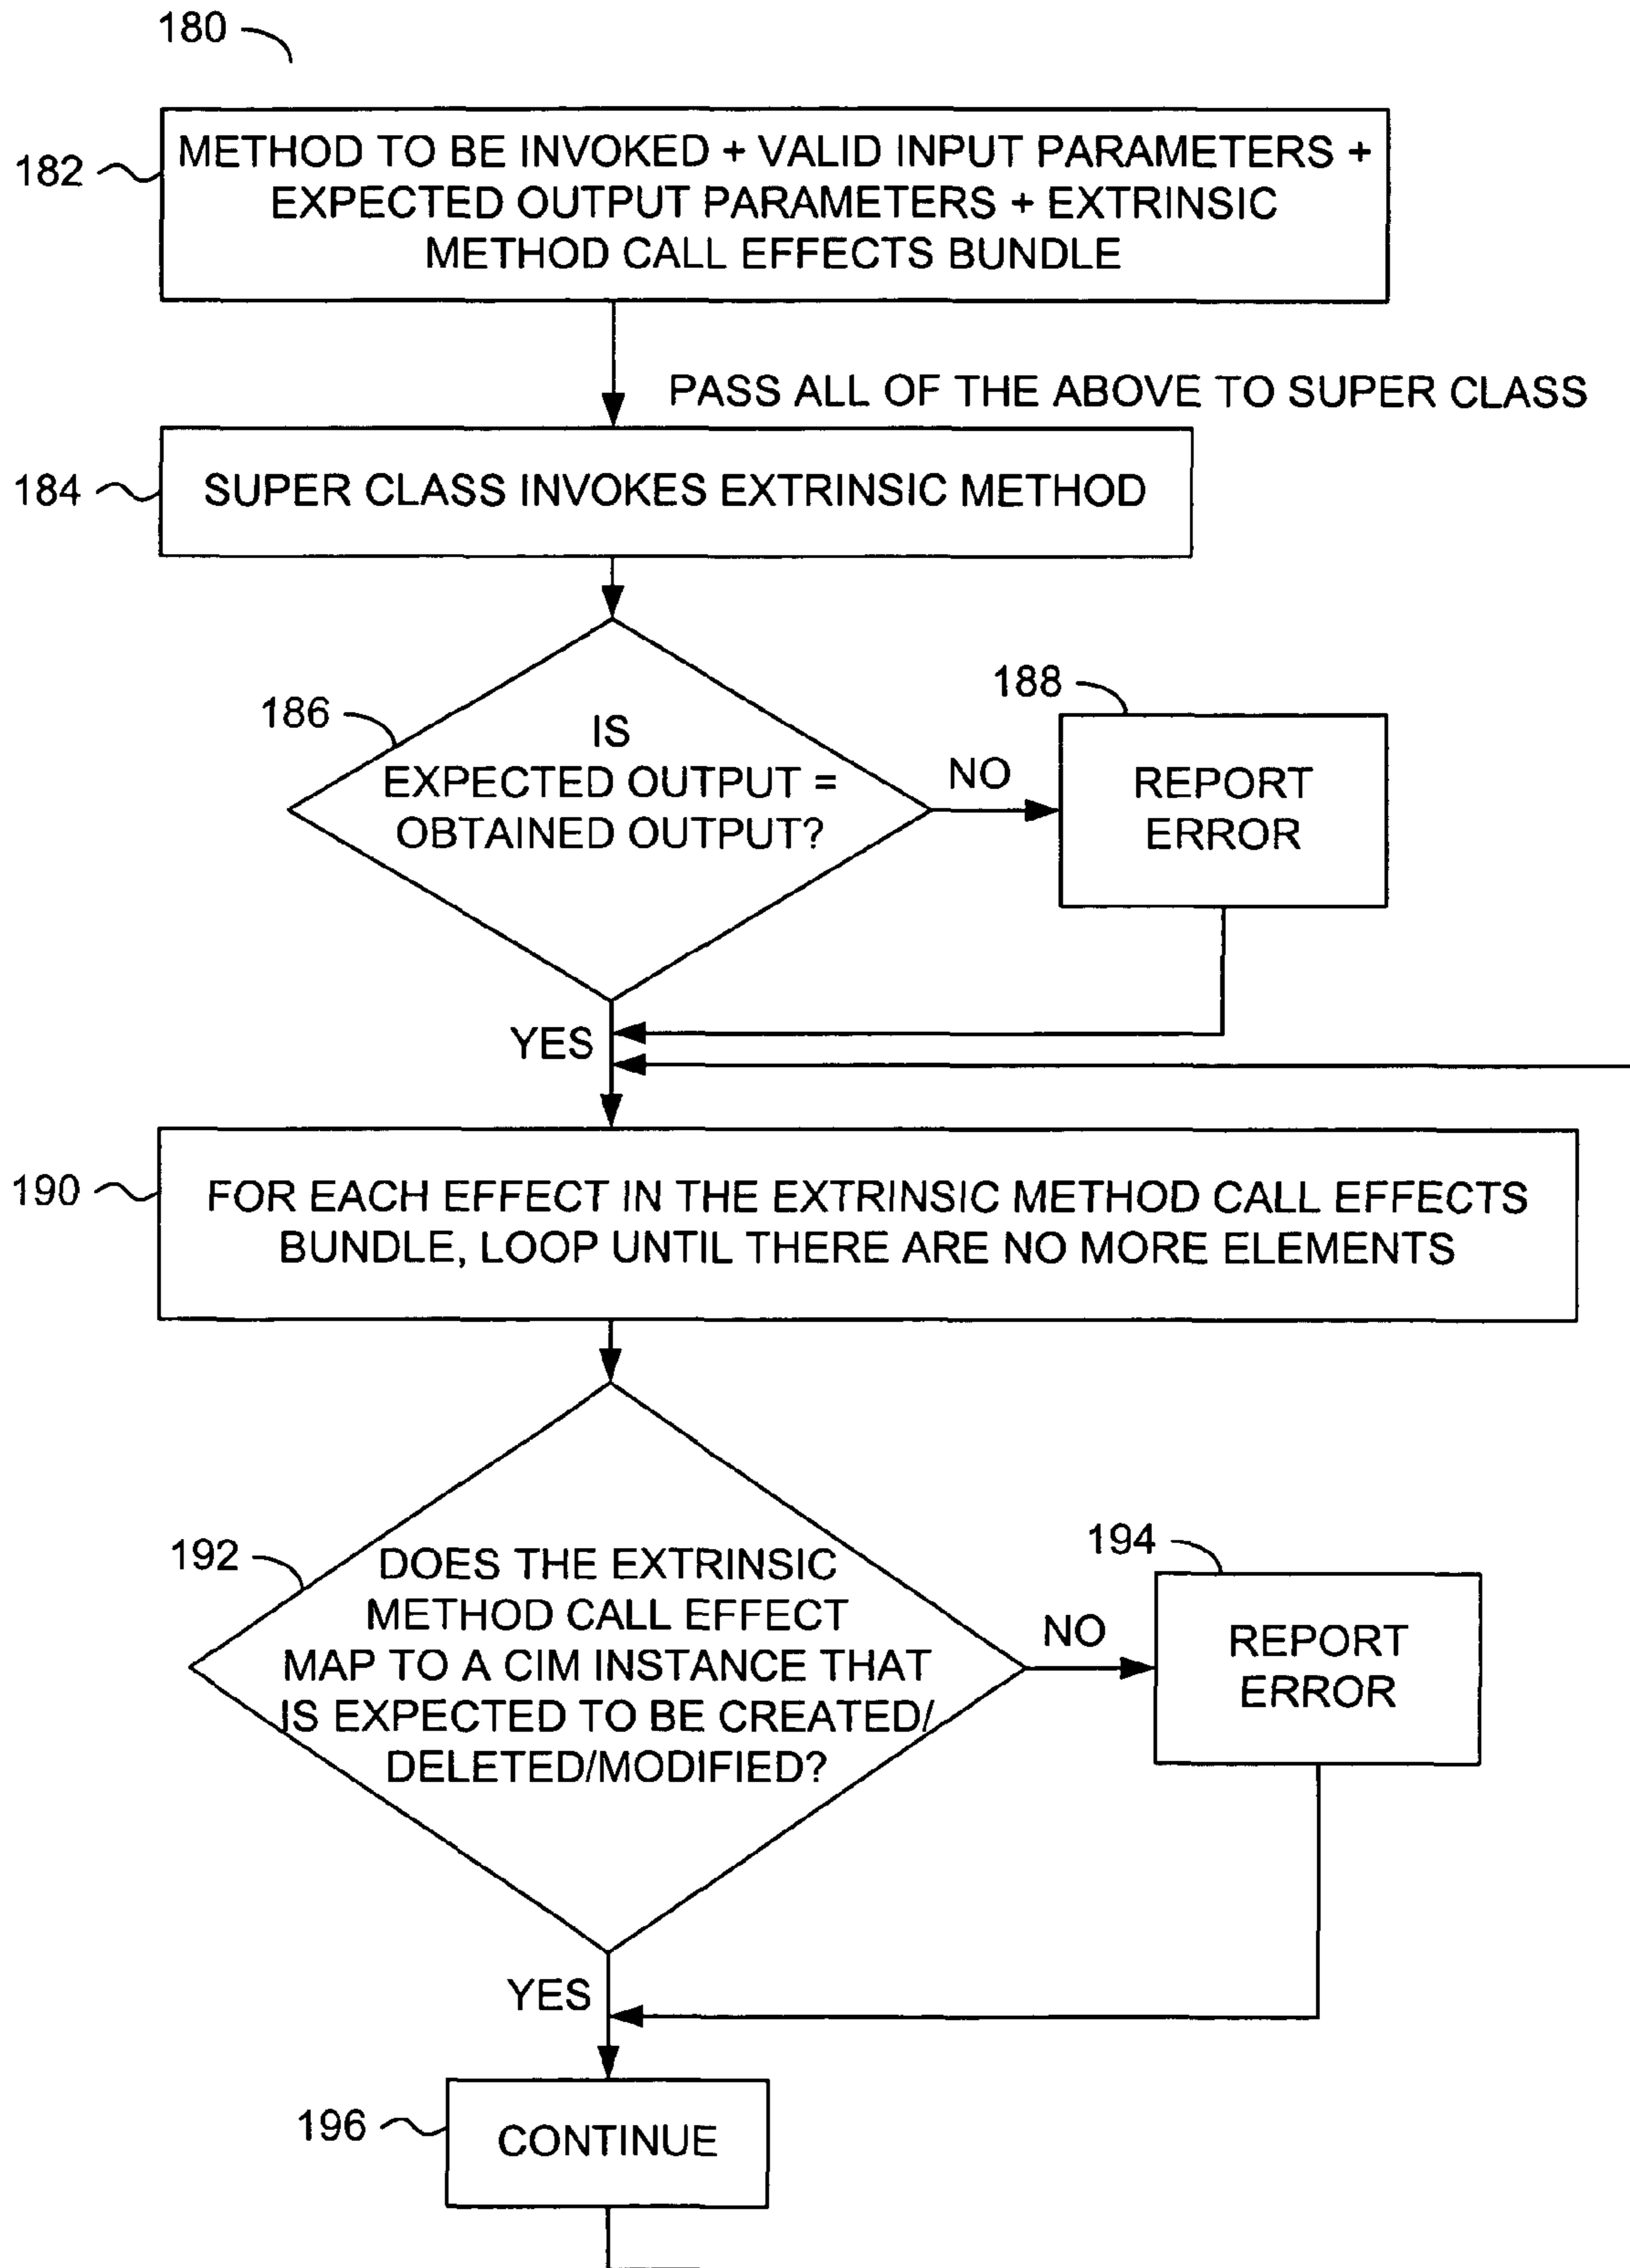 180
182
METHOD TO BE INVOKED + VALID INPUT PARAMETERS +
EXPECTED OUTPUT PARAMETERS + EXTRINSIC
METHOD CALL EFFECTS BUNDLE
PASS ALL OF THE ABOVE TO SUPER CLASS
184
SUPER CLASS INVOKES EXTRINSIC METHOD
186
IS
EXPECTED OUTPUT =
OBTAINED OUTPUT?
NO
188
REPORT
ERROR
YES
190
FOR EACH EFFECT IN THE EXTRINSIC METHOD CALL EFFECTS
BUNDLE, LOOP UNTIL THERE ARE NO MORE ELEMENTS
192
DOES THE EXTRINSIC
METHOD CALL EFFECT
MAP TO A CIM INSTANCE THAT
IS EXPECTED TO BE CREATED/
DELETED/MODIFIED?
NO
194
REPORT
ERROR
YES
196
CONTINUE